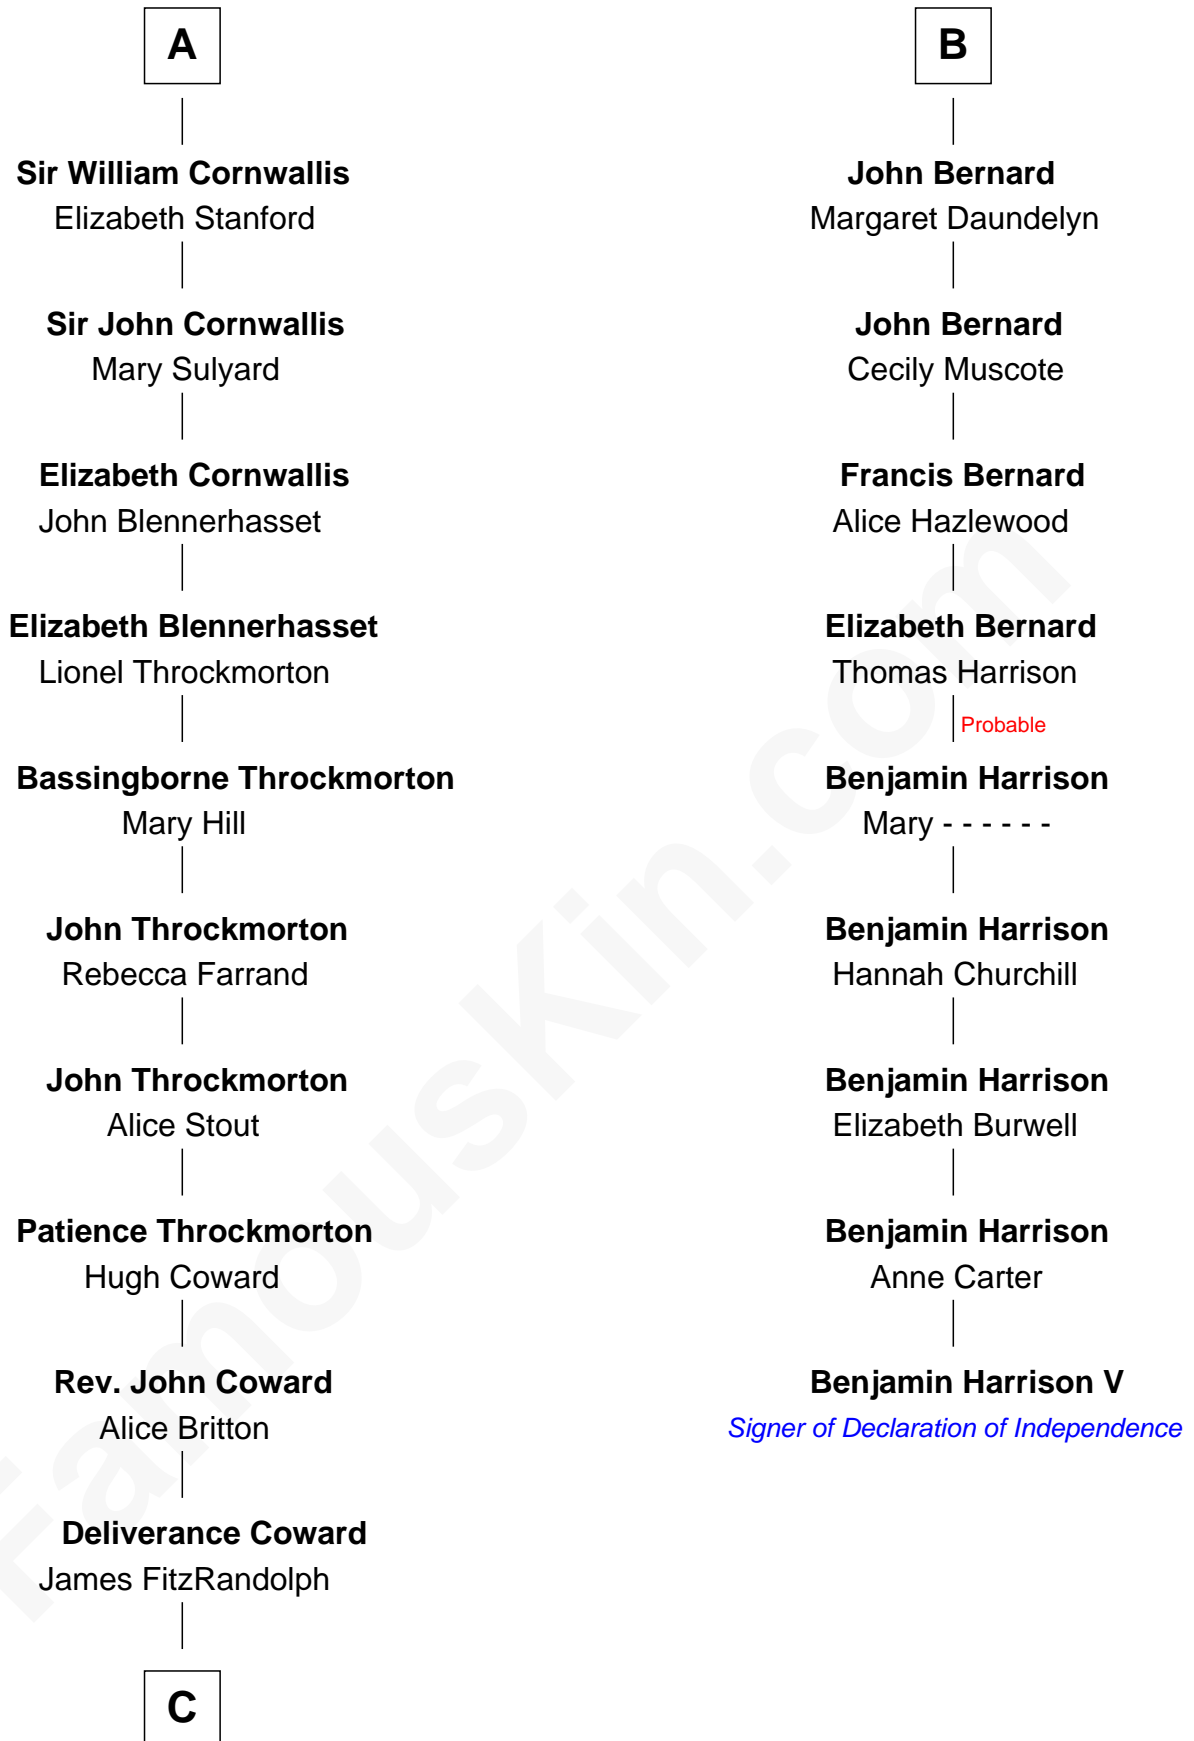 A
Sir William Cornwallis
Elizabeth Stanford
Sir John Cornwallis
Mary Sulyard
Elizabeth Cornwallis
John Blennerhasset
Elizabeth Blennerhasset
Lionel Throckmorton
Bassingborne Throckmorton
Mary Hill
John Throckmorton
Rebecca Farrand
John Throckmorton
Alice Stout
Patience Throckmorton
Hugh Coward
Rev. John Coward
Alice Britton
Deliverance Coward
James FitzRandolph
C
B
John Bernard
Margaret Daundelyn
John Bernard
Cecily Muscote
Francis Bernard
Alice Hazlewood
Elizabeth Bernard
Thomas Harrison
Probable
Benjamin Harrison
Mary - - - - - -
Benjamin Harrison
Hannah Churchill
Benjamin Harrison
Elizabeth Burwell
Benjamin Harrison
Anne Carter
Benjamin Harrison V
Signer of Declaration of Independence
FamousKin.com